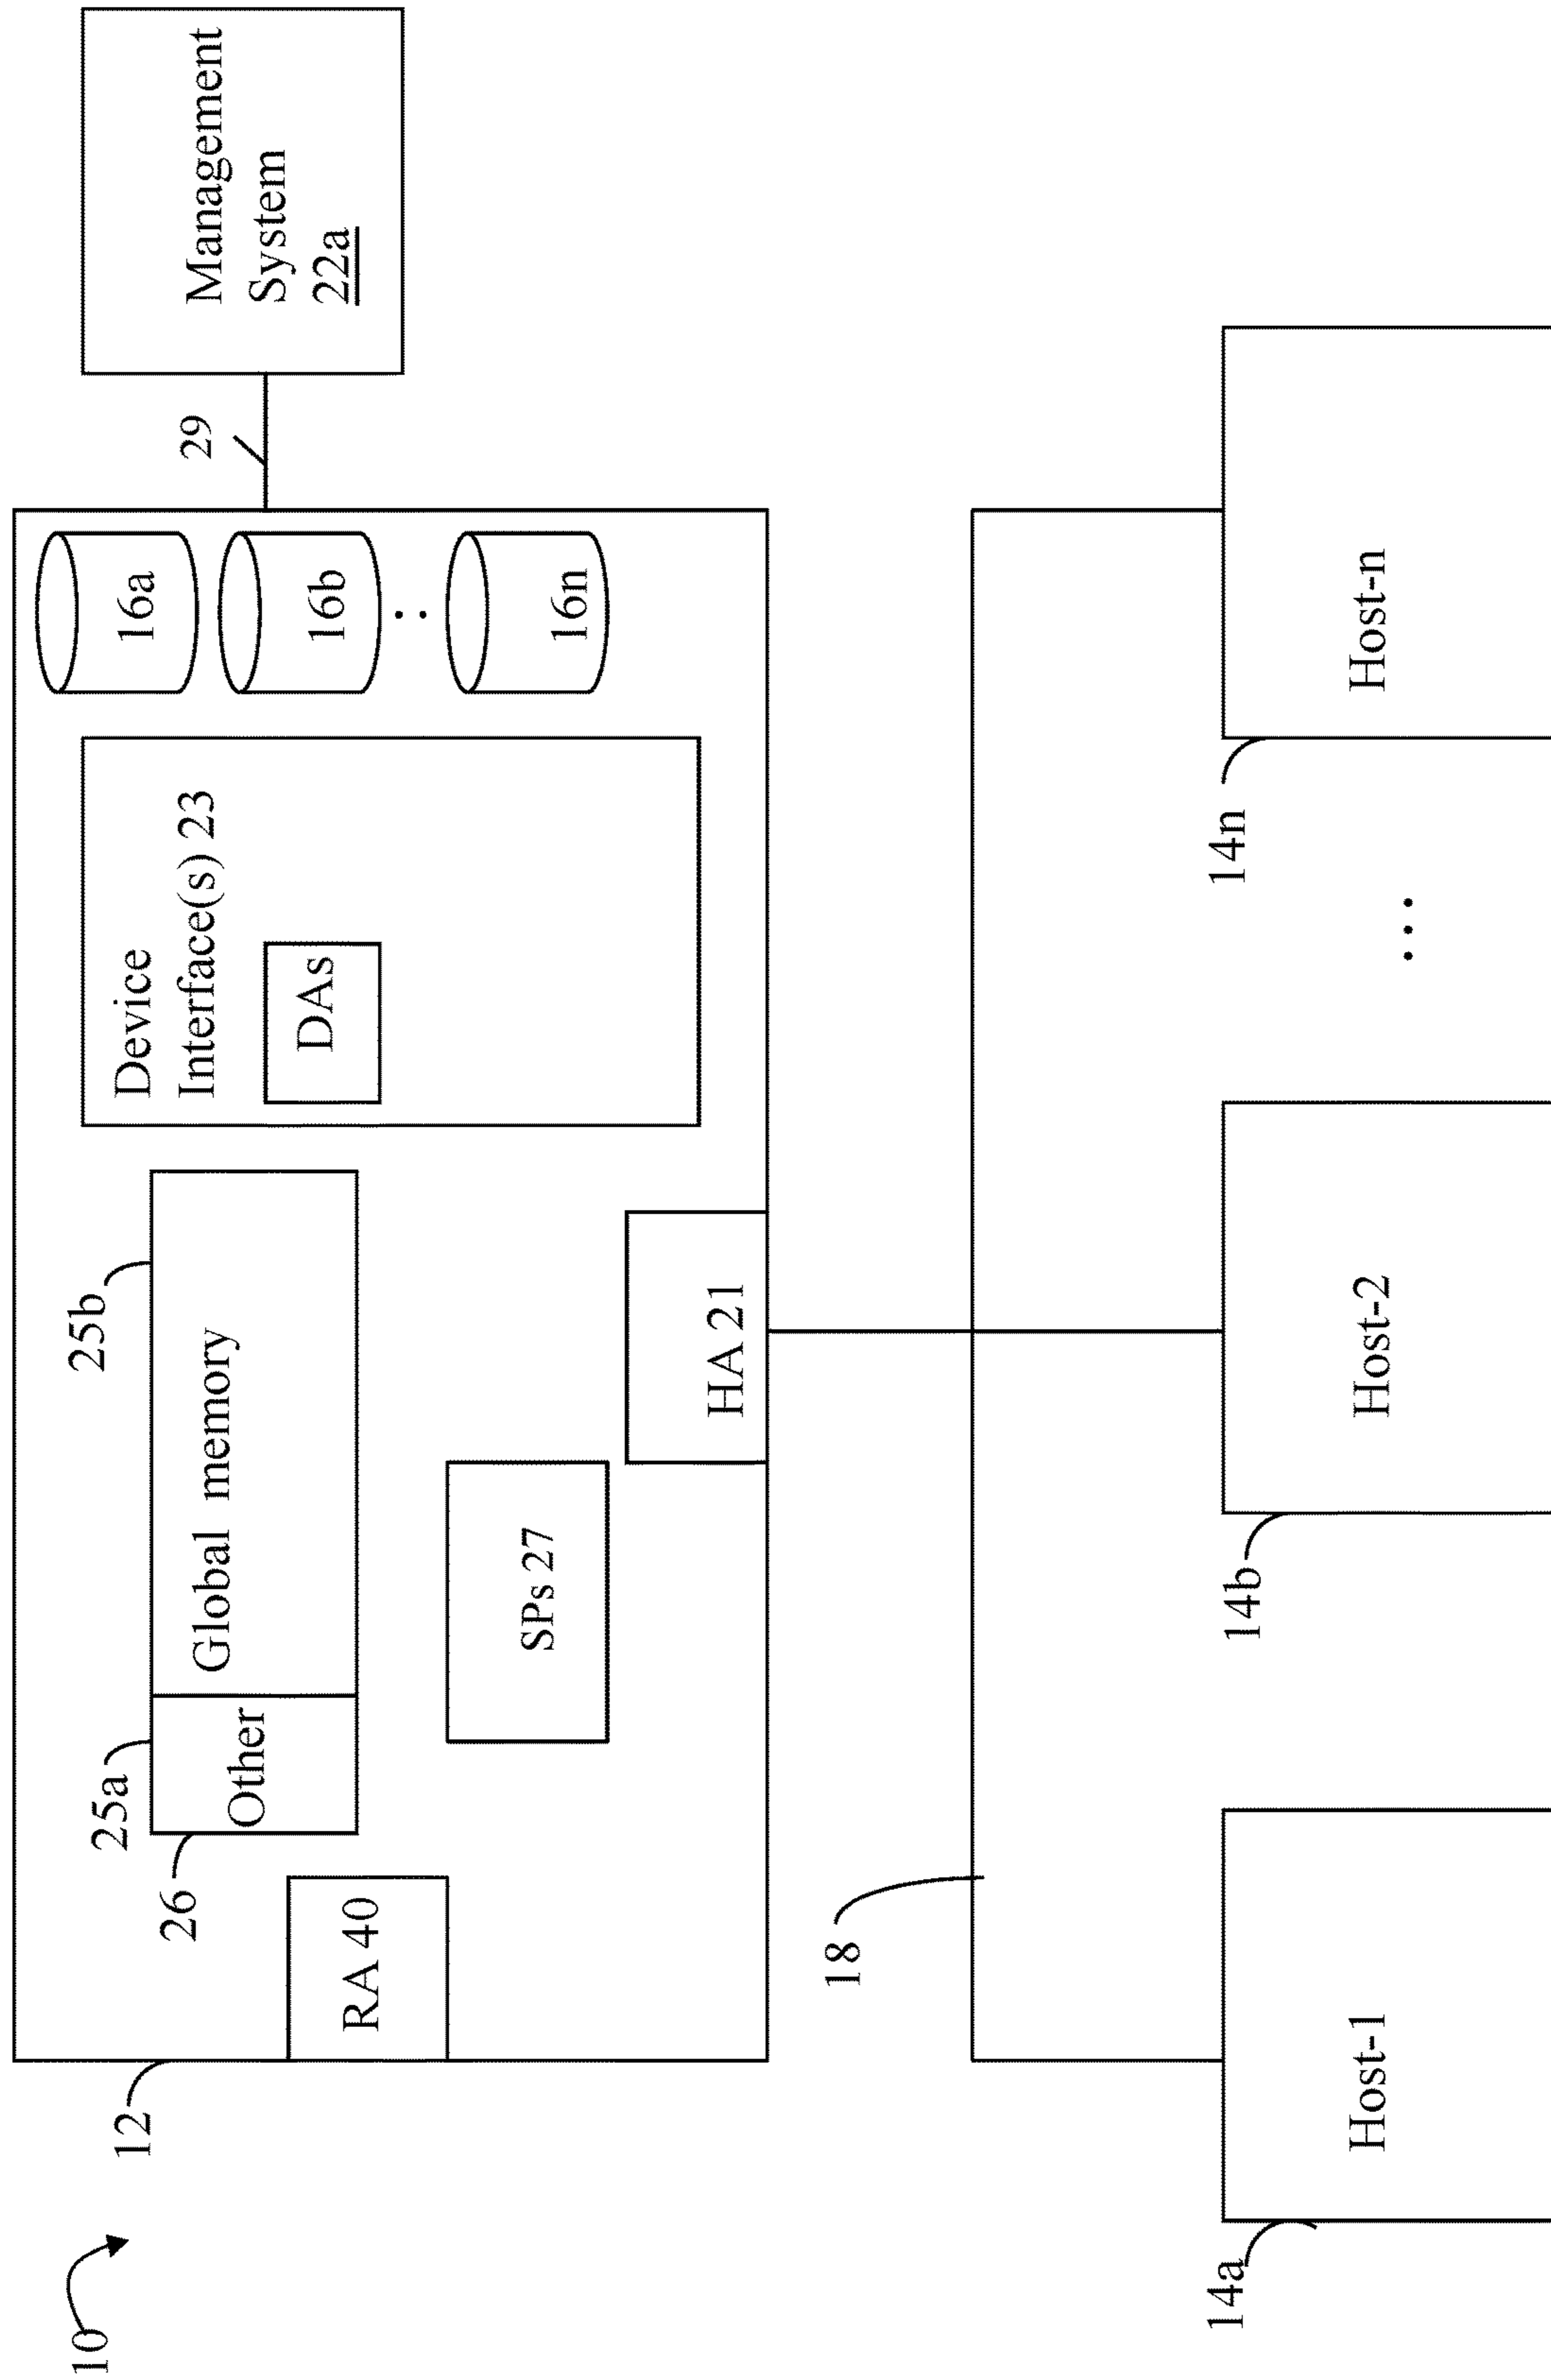 10
12
RA 40
26
25a
25b
Other
Global memory
SPs 27
HA 21
Device
Interface(s) 23
DAs
16a
16b
16n
29
Management
System
22a
18
14a
Host-1
14b
Host-2
14n
Host-n